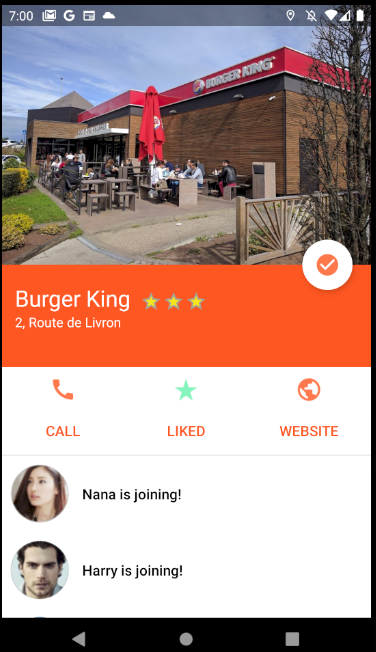 7:00
BURGER KING
Burger King
2, Route de Livron
CALL
LIKED
WEBSITE
Nana is joining!
Harry is joining!